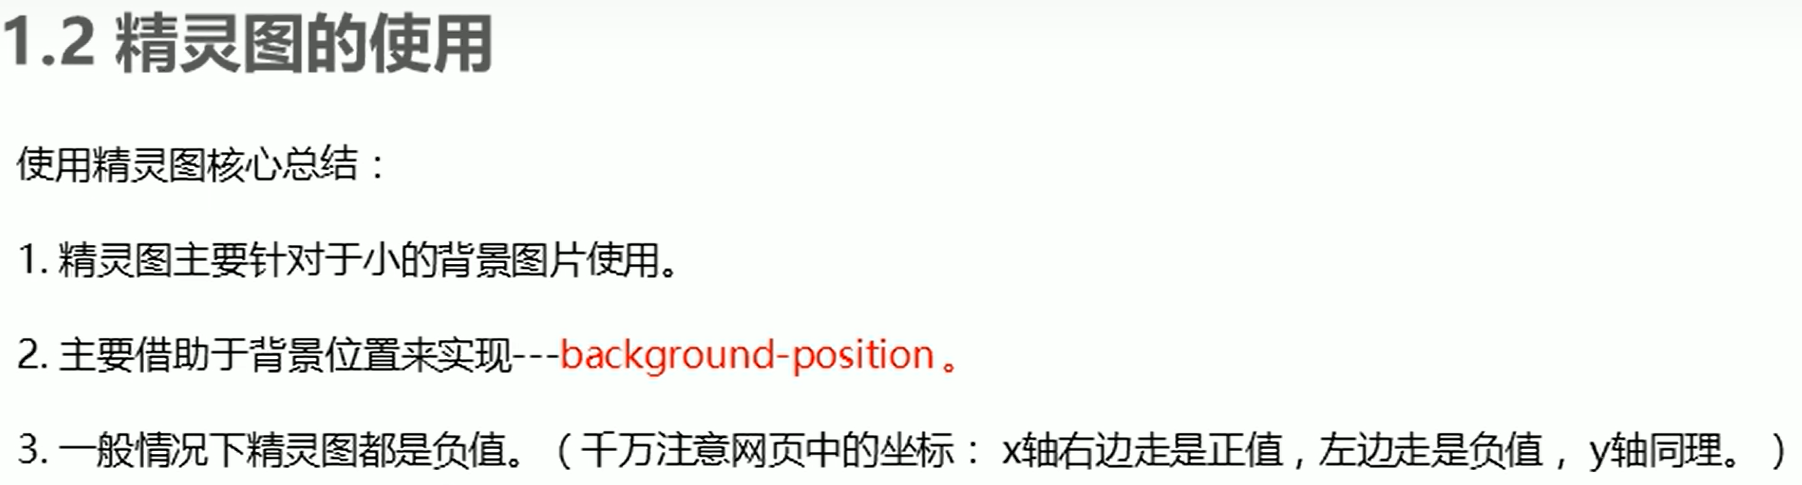 1.2 精灵图的使用
使用精灵图核心总结：
1. 精灵图主要针对于小的背景图片使用。
2. 主要借助于背景位置来实现---background-position。
3. 一般情况下精灵图都是负值。（千万注意网页中的坐标： x轴右边走是正值，左边走是负值， y轴同理。）